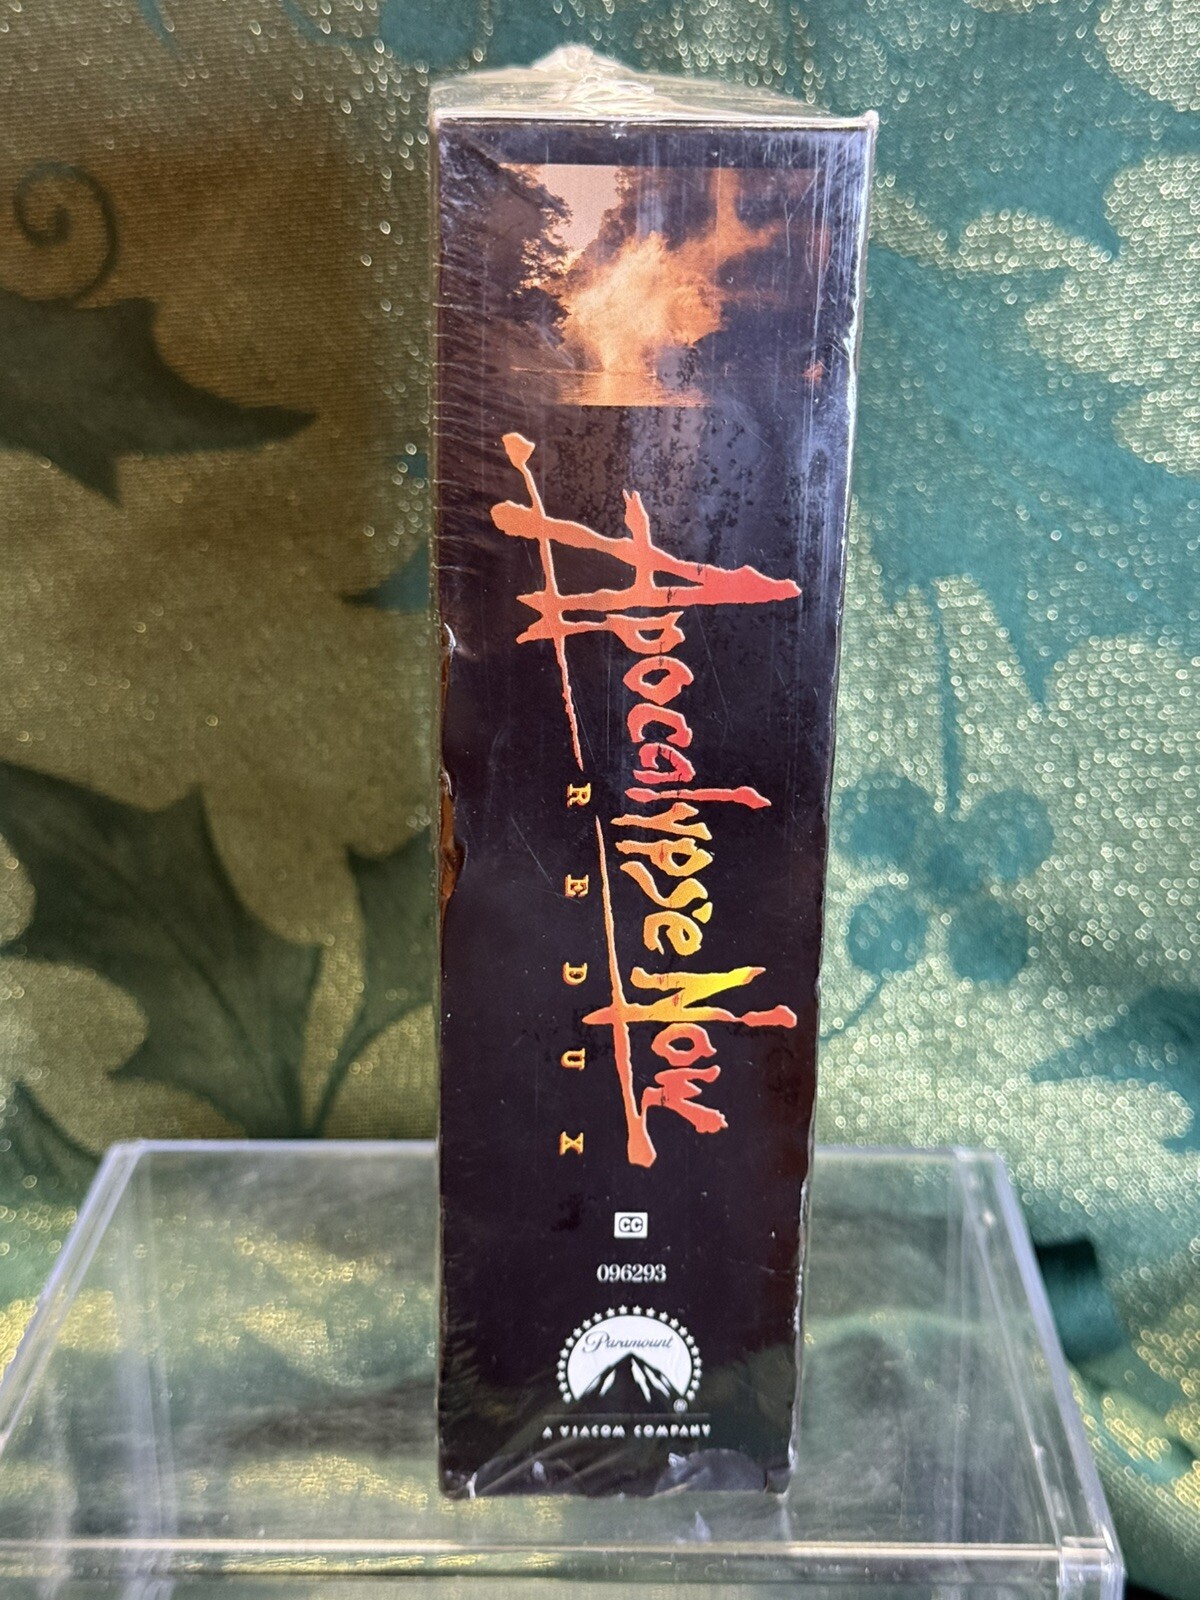 Apocalypse Now
REDUX
CC
096293
Paramount
®
A VIACOM COMPANY